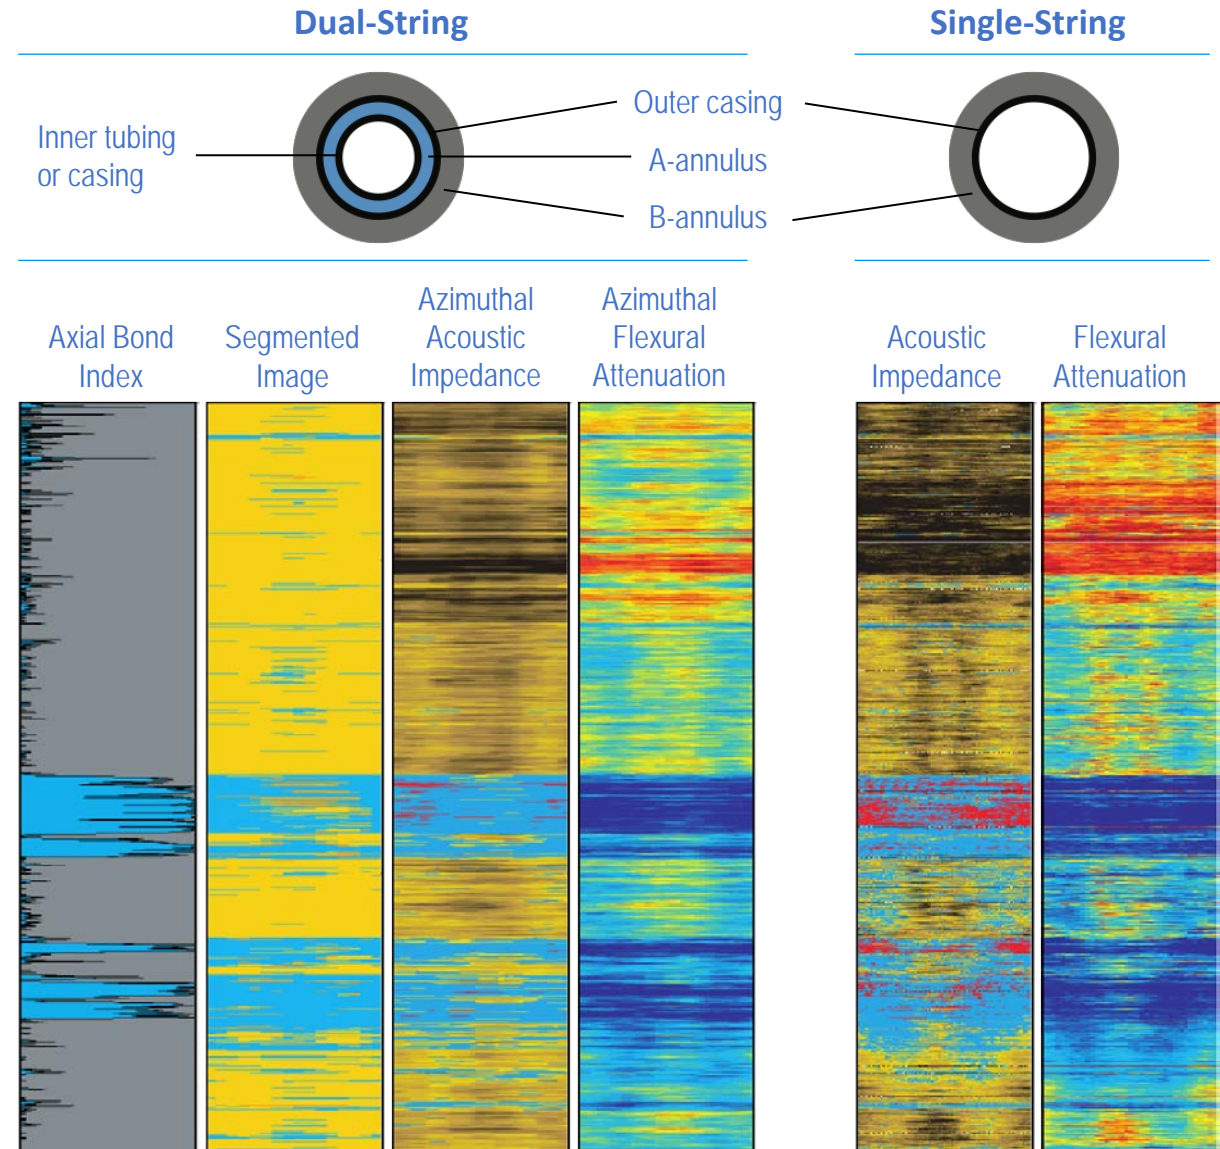 Dual-String
Single-String
Inner tubing
or casing
Outer casing
A-annulus
B-annulus
Axial Bond
Index
Segmented
Image
Azimuthal
Acoustic
Impedance
Azimuthal
Flexural
Attenuation
Acoustic
Impedance
Flexural
Attenuation